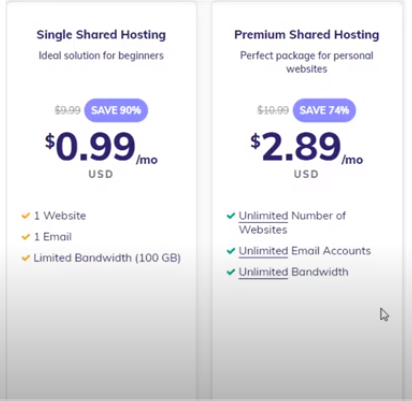 Single Shared Hosting
Ideal solution for beginners
$9.99 SAVE 90%
$0.99/mo
USD
1 Website
1 Email
Limited Bandwidth (100 GB)
Premium Shared Hosting
Perfect package for personal
websites
$10.99 SAVE 74%
$2.89/mo
USD
Unlimited Number of
Websites
Unlimited Email Accounts
Unlimited Bandwidth